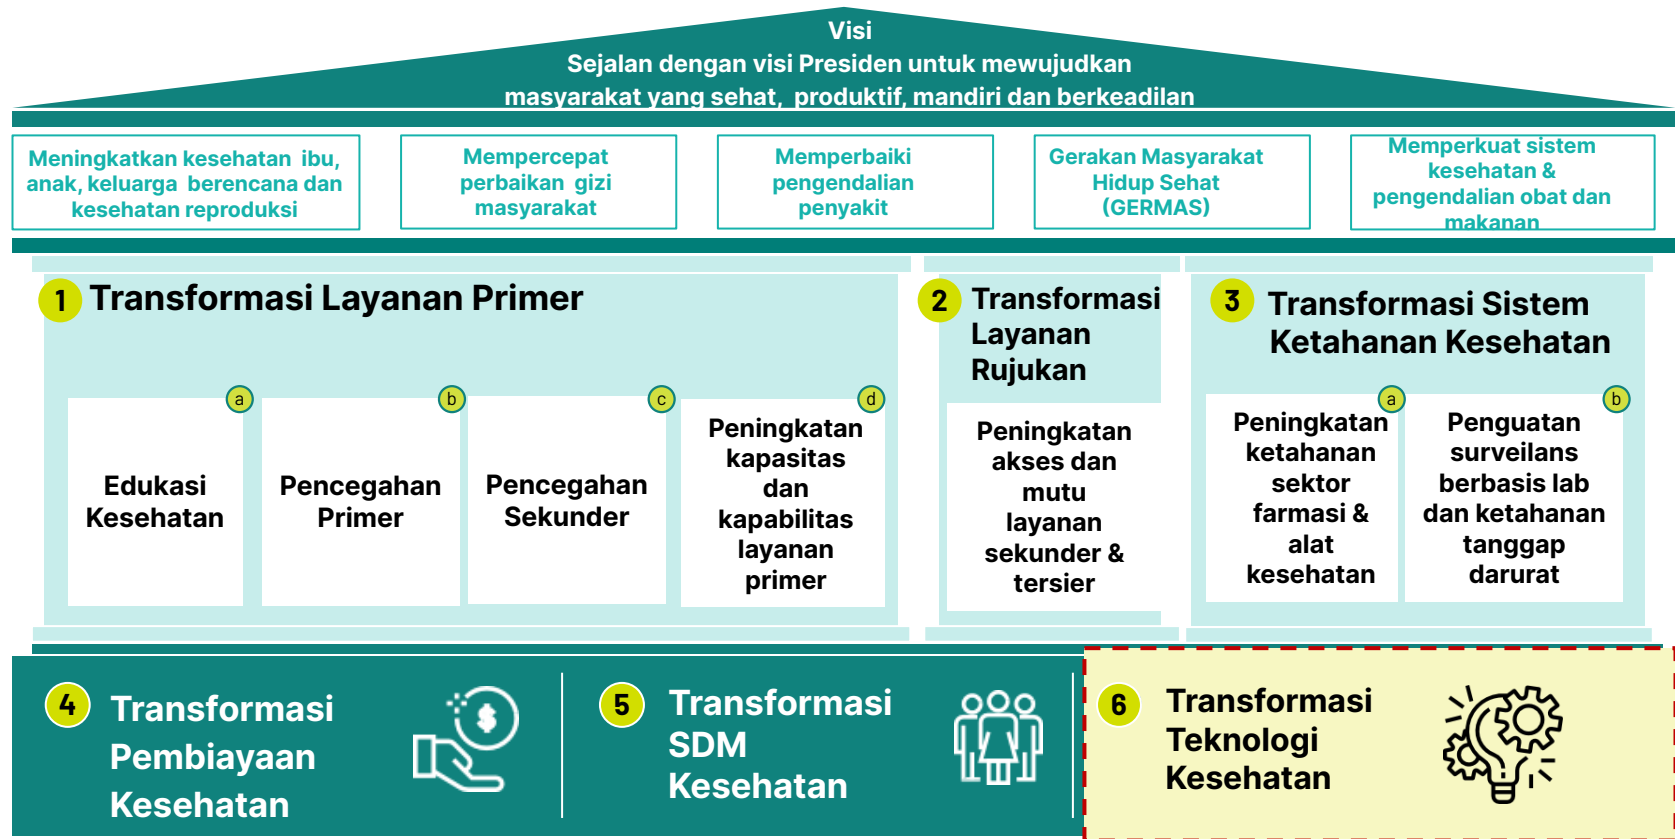 Visi
Sejalan dengan visi Presiden untuk mewujudkan
masyarakat yang sehat, produktif, mandiri dan berkeadilan
Meningkatkan kesehatan ibu,
anak, keluarga berencana dan
kesehatan reproduksi
Mempercepat
perbaikan gizi
masyarakat
Memperbaiki
pengendalian
penyakit
Gerakan Masyarakat
Hidup Sehat
(GERMAS)
Memperkuat sistem
kesehatan &
pengendalian obat dan
makanan
1 Transformasi Layanan Primer
a
Edukasi
Kesehatan
b
Pencegahan
Primer
c
Pencegahan
Sekunder
d
Peningkatan
kapasitas
dan
kapabilitas
layanan
primer
2 Transformasi
Layanan
Rujukan
Peningkatan
akses dan
mutu
layanan
sekunder &
tersier
3 Transformasi Sistem
Ketahanan Kesehatan
a
Peningkatan
ketahanan
sektor
farmasi &
alat
kesehatan
b
Penguatan
surveilans
berbasis lab
dan ketahanan
tanggap
darurat
4 Transformasi
Pembiayaan
Kesehatan
$
5 Transformasi
SDM
Kesehatan
6 Transformasi
Teknologi
Kesehatan